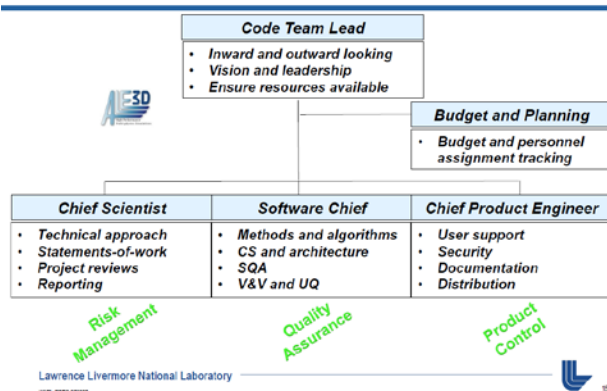 Code Team Lead
• Inward and outward looking
• Vision and leadership
• Ensure resources available
ALE3D
Budget and Planning
• Budget and personnel
assignment tracking
Chief Scientist
• Technical approach
• Statements-of-work
• Project reviews
• Reporting
Software Chief
• Methods and algorithms
• CS and architecture
• SQA
• V&V and UQ
Chief Product Engineer
• User support
• Security
• Documentation
• Distribution
Risk
Management
Quality
Assurance
Product
Control
Lawrence Livermore National Laboratory